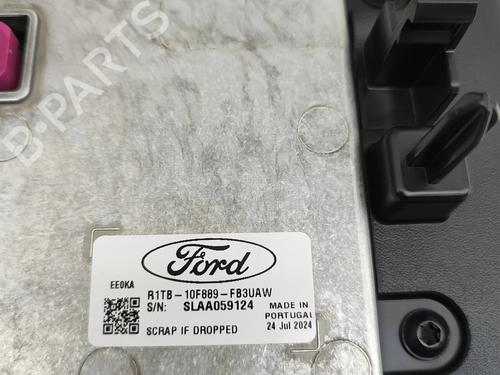 B-Parts
Ford
EE0KA
R1TB-10F889-FB3UAW
S/N: SLAA059124
MADE IN
PORTUGAL
SCRAP IF DROPPED
24 Jul 2024